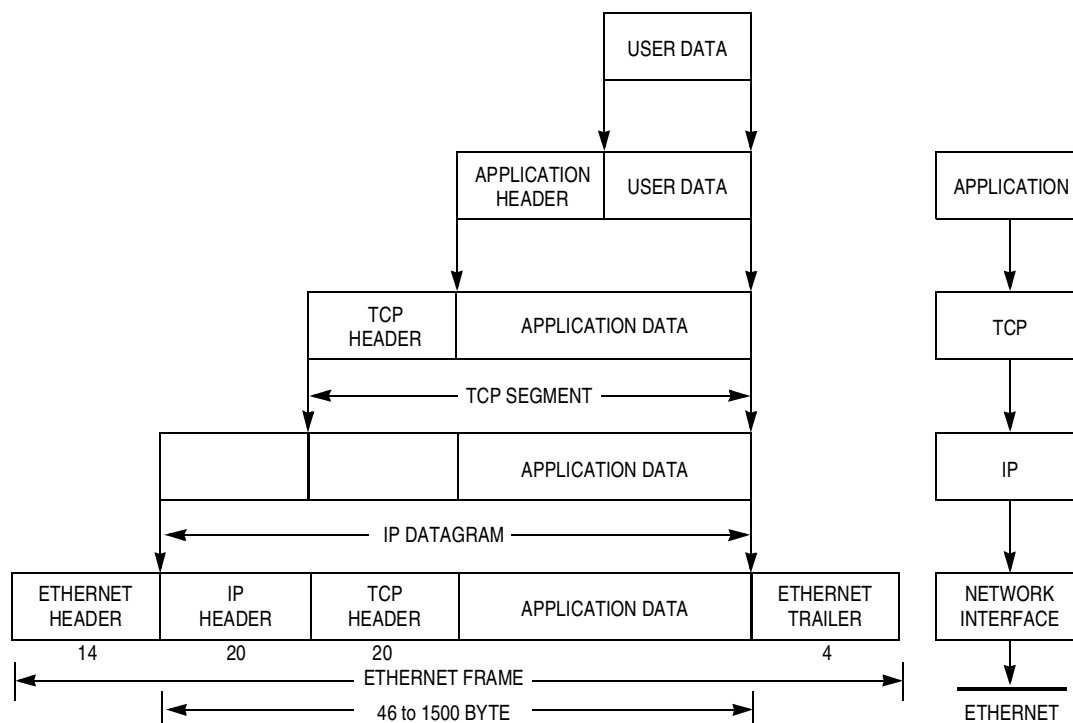 USER DATA
APPLICATION
HEADER
USER DATA
APPLICATION
TCP
HEADER
APPLICATION DATA
TCP
TCP SEGMENT
APPLICATION DATA
IP
IP DATAGRAM
ETHERNET
HEADER
IP
HEADER
TCP
HEADER
APPLICATION DATA
ETHERNET
TRAILER
NETWORK
INTERFACE
14
20
20
4
ETHERNET FRAME
46 to 1500 BYTE
ETHERNET